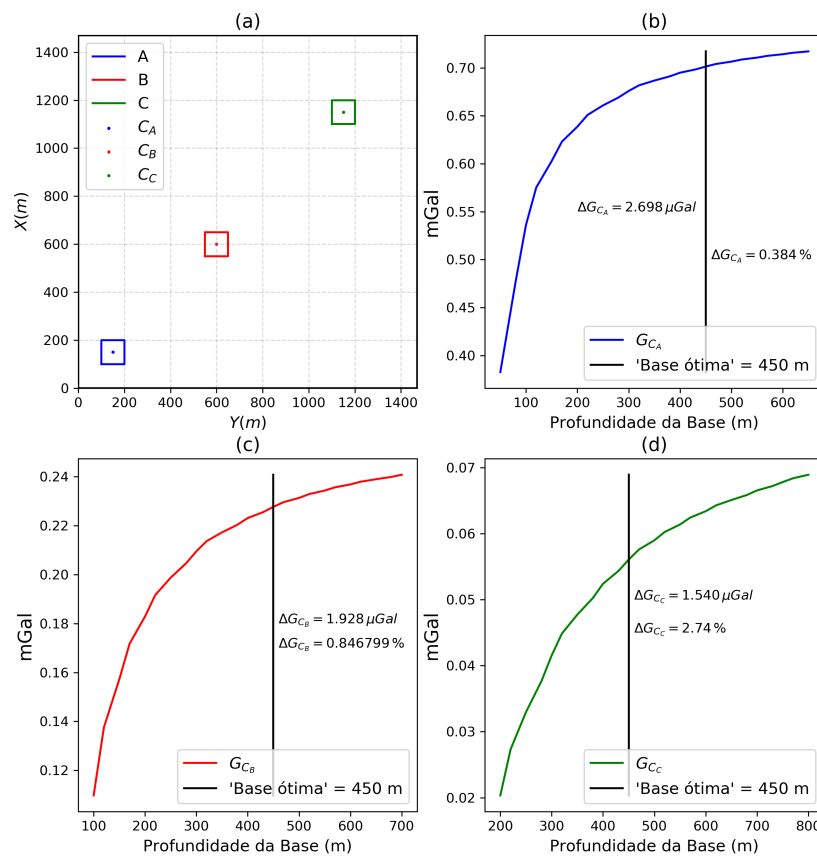 (a)
1400
1200
1000
800
600
400
200
0
X(m)
A
B
C
C_A
C_B
C_C
0 200 400 600 800 1000 1200 1400
Y(m)
(b)
0.70
0.65
0.60
0.55
0.50
0.45
0.40
mGal
ΔG_{C_A} = 2.698 μGal
ΔG_{C_A} = 0.384 %
G_{C_A}
'Base ótima' = 450 m
100 200 300 400 500 600
Profundidade da Base (m)
(c)
0.24
0.22
0.20
0.18
0.16
0.14
0.12
mGal
ΔG_{C_B} = 1.928 μGal
ΔG_{C_B} = 0.846799 %
G_{C_B}
'Base ótima' = 450 m
100 200 300 400 500 600 700
Profundidade da Base (m)
(d)
0.07
0.06
0.05
0.04
0.03
0.02
mGal
ΔG_{C_C} = 1.540 μGal
ΔG_{C_C} = 2.74 %
G_{C_C}
'Base ótima' = 450 m
200 300 400 500 600 700 800
Profundidade da Base (m)